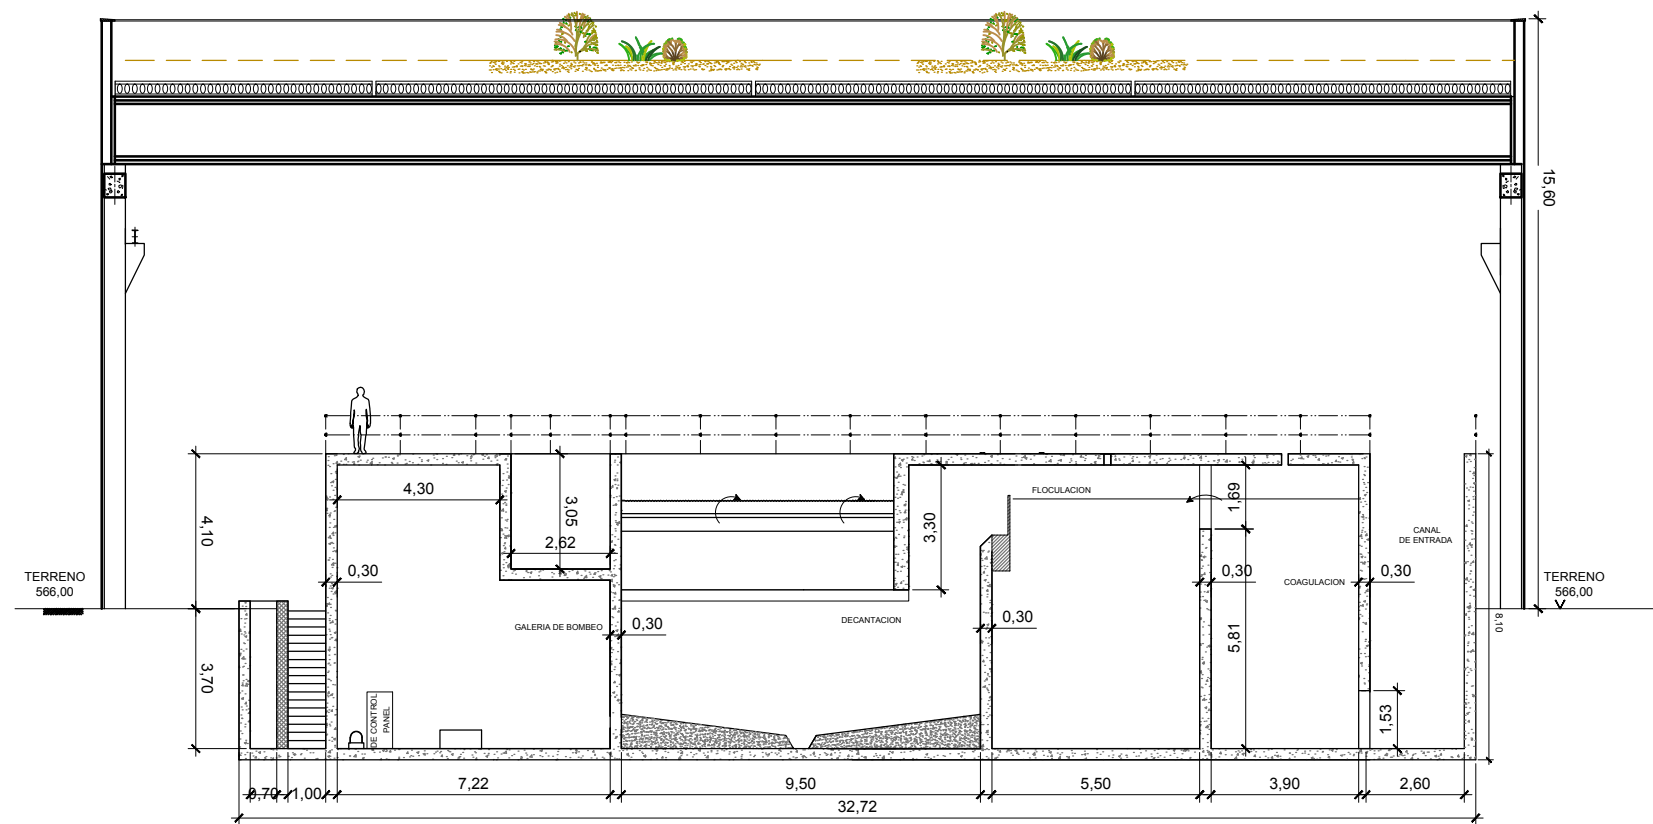 15,60
4,30
3,05
2,62
4,10
3,30
FLOCULACION
1,69
CANAL
DE ENTRADA
TERRENO
566,00
0,30
0,30
COAGULACION
0,30
TERRENO
566,00
GALERIA DE BOMBEO
0,30
DECANTACION
0,30
8,10
5,81
3,70
DE CONTROL
PANEL
1,53
0,70
1,00
7,22
9,50
5,50
3,90
2,60
32,72